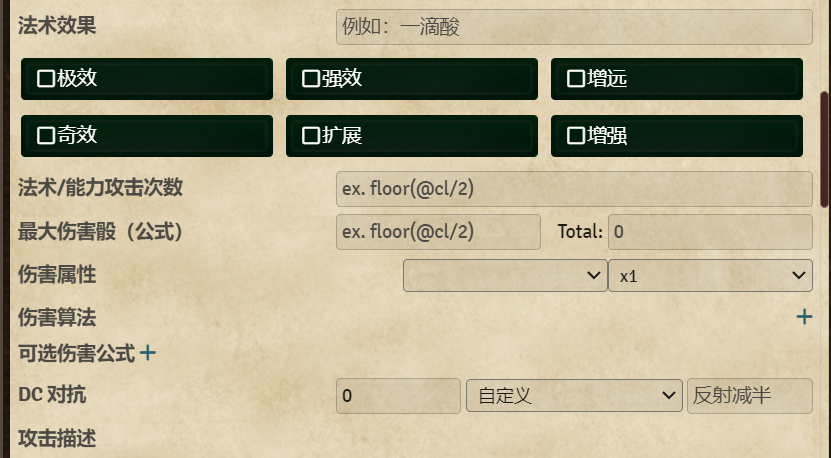 法术效果 例如：一滴酸
极效 强效 增远
奇效 扩展 增强
法术/能力攻击次数 ex. floor(@cl/2)
最大伤害骰（公式） ex. floor(@cl/2) Total: 0
伤害属性 x1
伤害算法 +
可选伤害公式 +
DC 对抗 0 自定义 反射减半
攻击描述